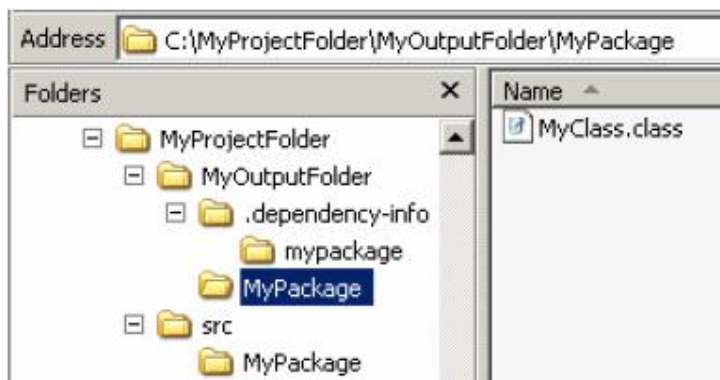 Address C:\MyProjectFolder\MyOutputFolder\MyPackage
Folders
Name
MyProjectFolder
MyClass.class
MyOutputFolder
.dependency-info
mypackage
MyPackage
src
MyPackage